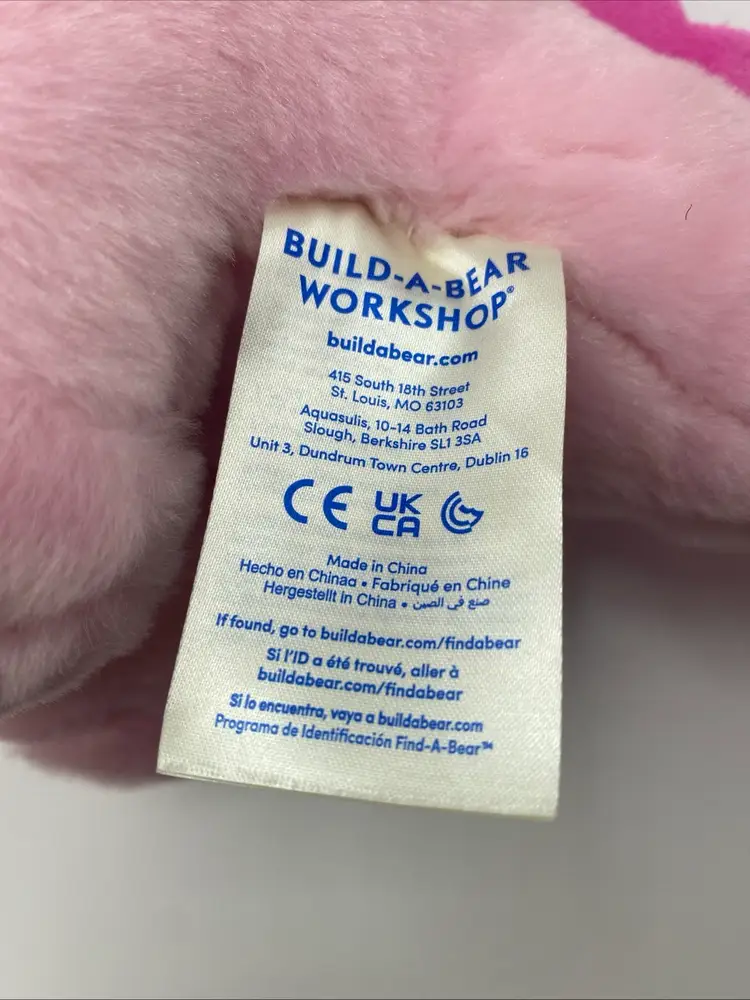 BUILD-A-BEAR
WORKSHOP®
buildabear.com
415 South 18th Street
St. Louis, MO 63103
Aquasulis, 10-14 Bath Road
Slough, Berkshire SL1 3SA
Unit 3, Dundrum Town Centre, Dublin 16
CE UK
CA
Made in China
Hecho en Chinaa • Fabriqué en Chine
Hergestellt in China • صنع في الصين
If found, go to buildabear.com/findabear
Si l'ID a été trouvé, aller à
buildabear.com/findabear
Si lo encuentra, vaya a buildabear.com
Programa de Identificación Find-A-Bear™